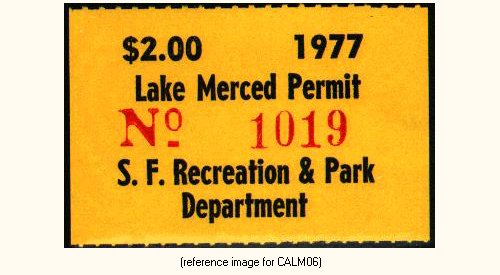 $2.00 1977
Lake Merced Permit
Nº 1019
S. F. Recreation & Park
Department
(reference image for CALM06)